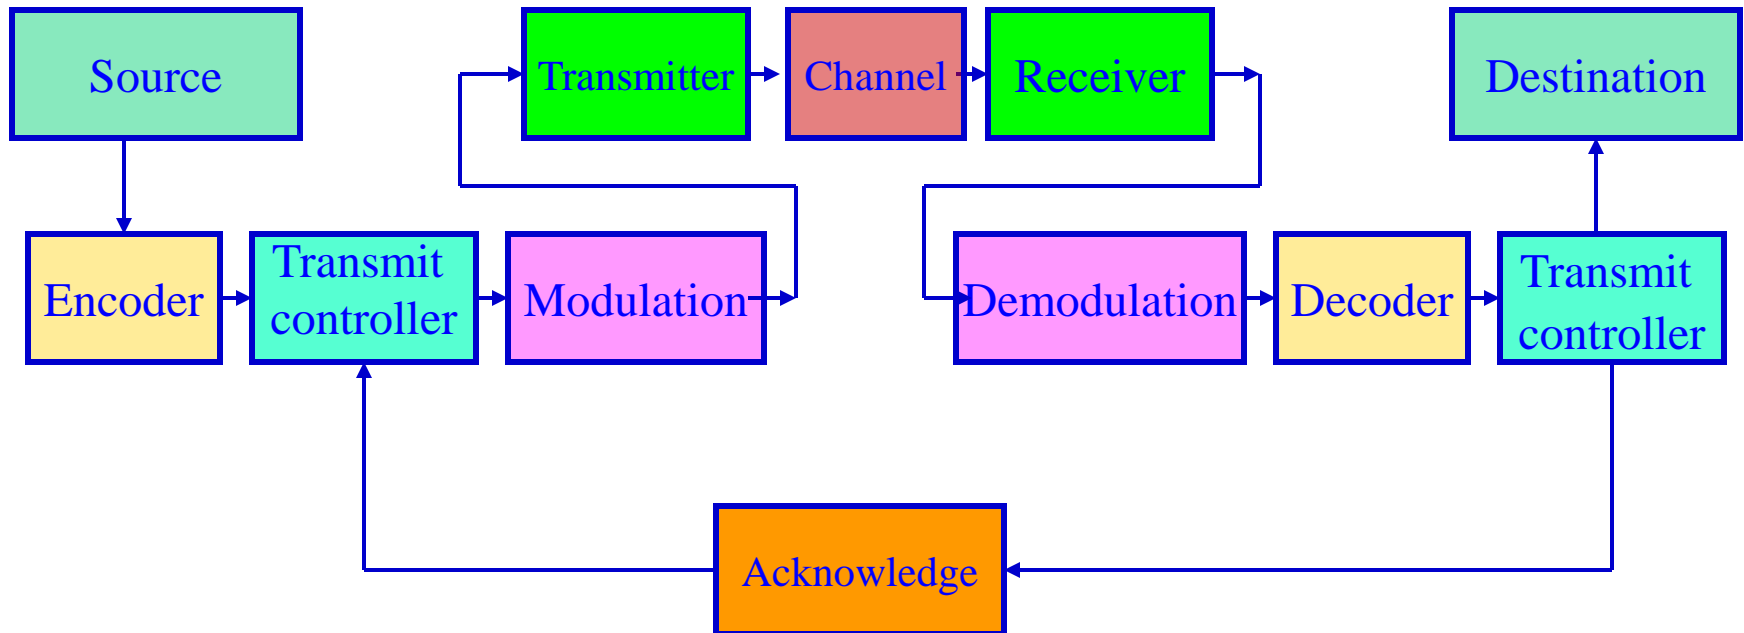 Source
Transmitter
Channel
Receiver
Destination
Encoder
Transmit
controller
Modulation
Demodulation
Decoder
Transmit
controller
Acknowledge